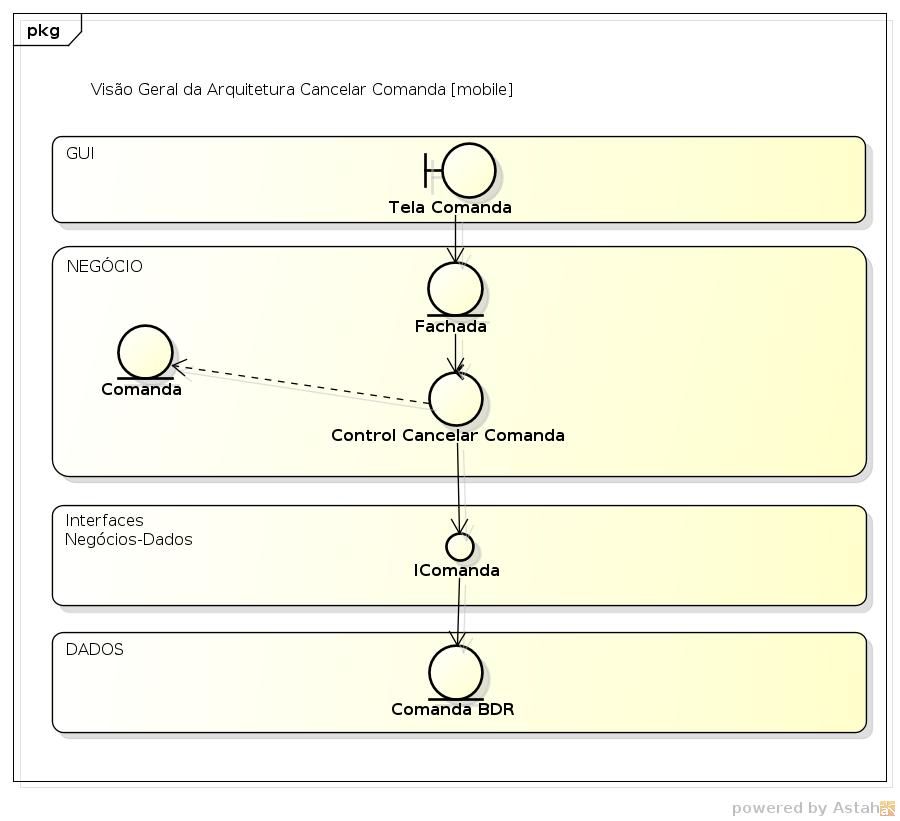 pkg
Visão Geral da Arquitetura Cancelar Comanda [mobile]
GUI
Tela Comanda
NEGÓCIO
Fachada
Comanda
Control Cancelar Comanda
Interfaces
Negócios-Dados
IComanda
DADOS
Comanda BDR
powered by Astah